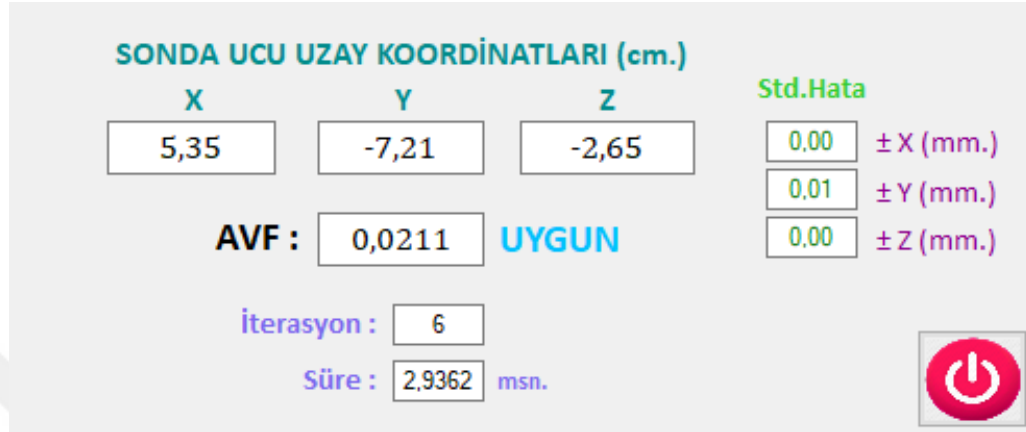 SONDA UCU UZAY KOORDİNATLARI (cm.)
X Y Z
5,35 -7,21 -2,65
Std.Hata
0,00 ± X (mm.)
0,01 ± Y (mm.)
0,00 ± Z (mm.)
AVF : 0,0211 UYGUN
İterasyon : 6
Süre : 2,9362 msn.